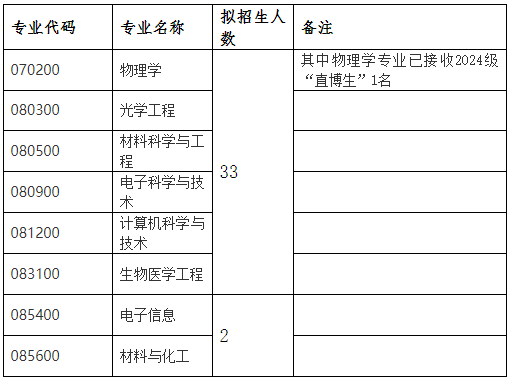 专业代码 专业名称 拟招生人数 备注
070200 物理学 33 其中物理学专业已接收2024级
“直博生”1名
080300 光学工程
080500 材料科学与工
程
080900 电子科学与技
术
081200 计算机科学与
技术
083100 生物医学工程
085400 电子信息 2
085600 材料与化工